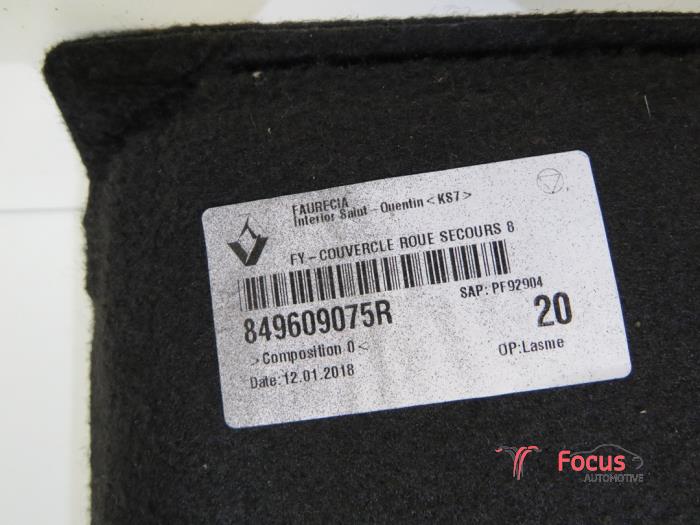 FAURECIA
Interior Salut-Quentin <KS7>
FY-COUVERCLE ROUE SECOURS 8
SAP: PF92904
849609075R
20
>Composition 0<
OP:Lasme
Date: 12.01.2018
Focus
AUTOMOTIVE